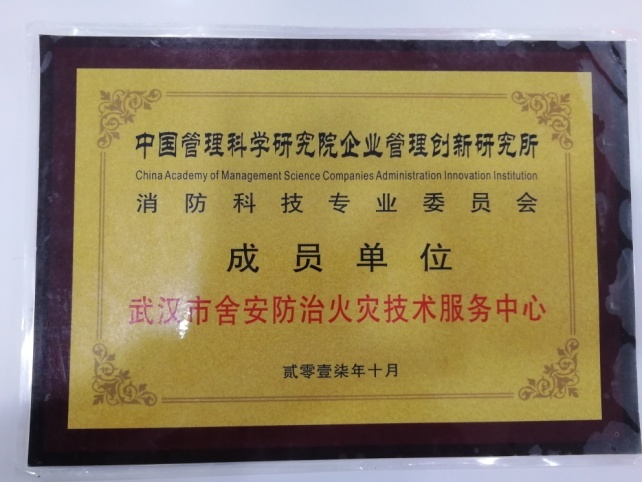 中国管理科学研究院企业管理创新研究所
China Academy of Management Science Companies Administration Innovation Institution
消防科技专业委员会
成员单位
武汉市舍安防治火灾技术服务中心
贰零壹柒年十月